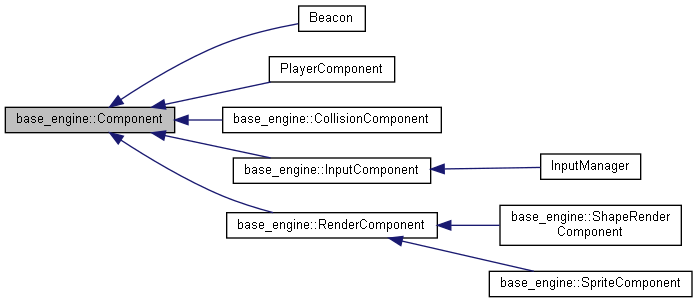 Beacon
PlayerComponent
base_engine::Component
base_engine::CollisionComponent
base_engine::InputComponent
InputManager
base_engine::RenderComponent
base_engine::ShapeRender
Component
base_engine::SpriteComponent